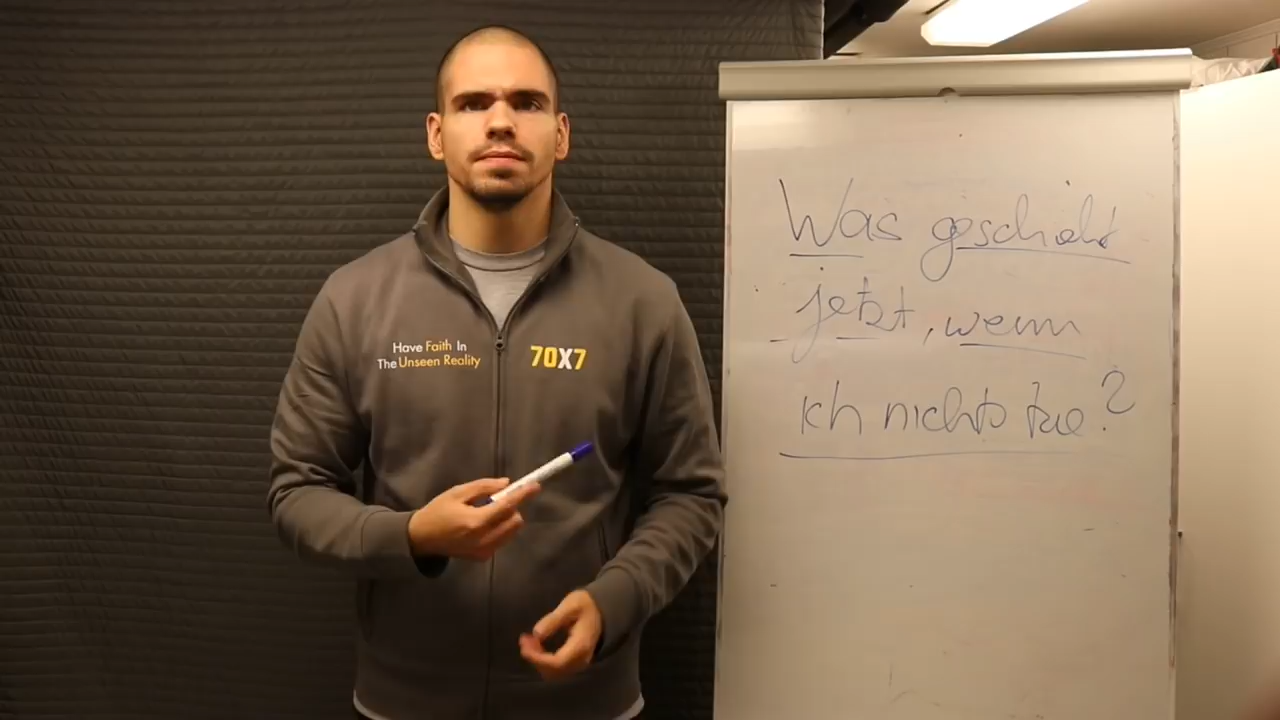 Have Faith In
The Unseen Reality
70X7
Was geschieht
jetzt, wenn
ich nichts tue?